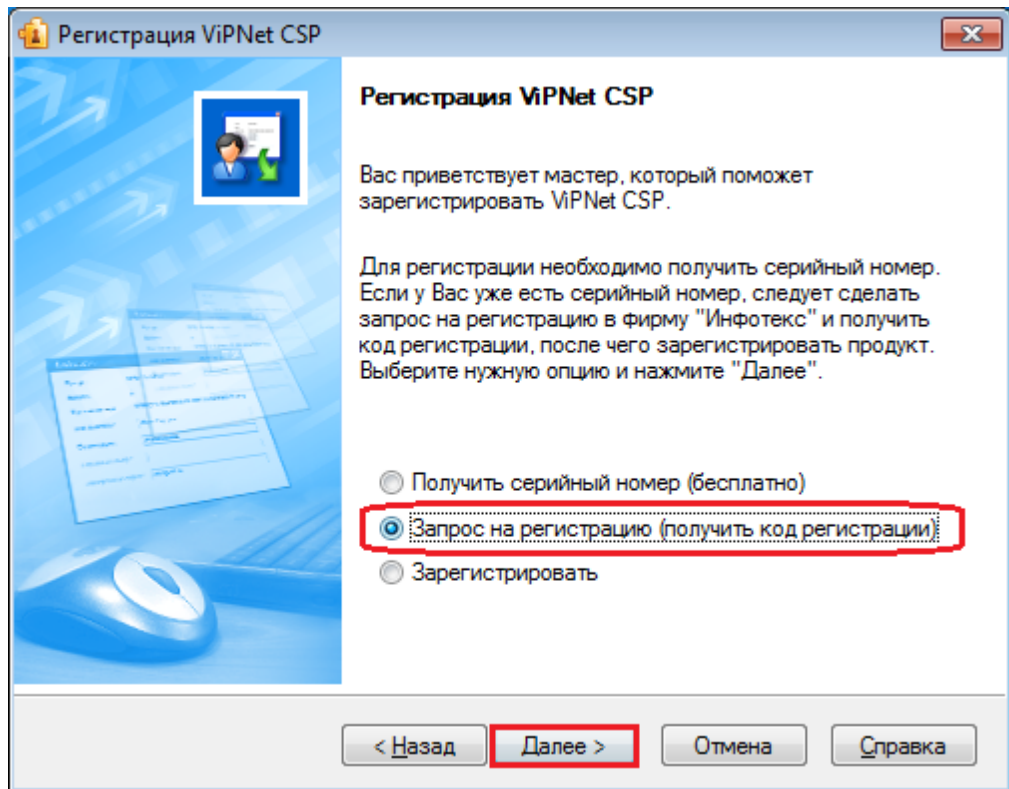 Регистрация ViPNet CSP
Регистрация ViPNet CSP
Вас приветствует мастер, который поможет
зарегистрировать ViPNet CSP.
Для регистрации необходимо получить серийный номер.
Если у Вас уже есть серийный номер, следует сделать
запрос на регистрацию в фирму "Инфотекс" и получить
код регистрации, после чего зарегистрировать продукт.
Выберите нужную опцию и нажмите "Далее".
Получить серийный номер (бесплатно)
Запрос на регистрацию (получить код регистрации)
Зарегистрировать
< Назад Далее > Отмена Справка